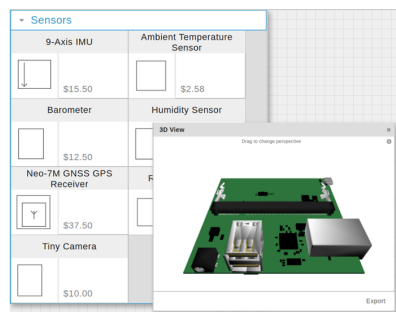 Sensors
9-Axis IMU
$15.50
Ambient Temperature
Sensor
$2.58
Barometer
$12.50
Humidity Sensor
Neo-7M GNSS GPS
Receiver
$37.50
R
Tiny Camera
$10.00
3D View
»
Drag to change perspective
Export